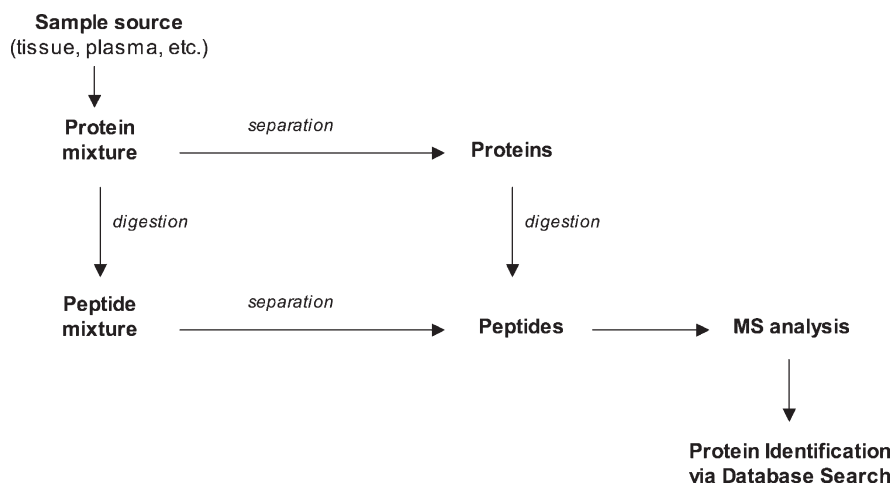 Sample source
(tissue, plasma, etc.)
Protein
mixture
separation
Proteins
digestion
digestion
Peptide
mixture
separation
Peptides
MS analysis
Protein Identification
via Database Search